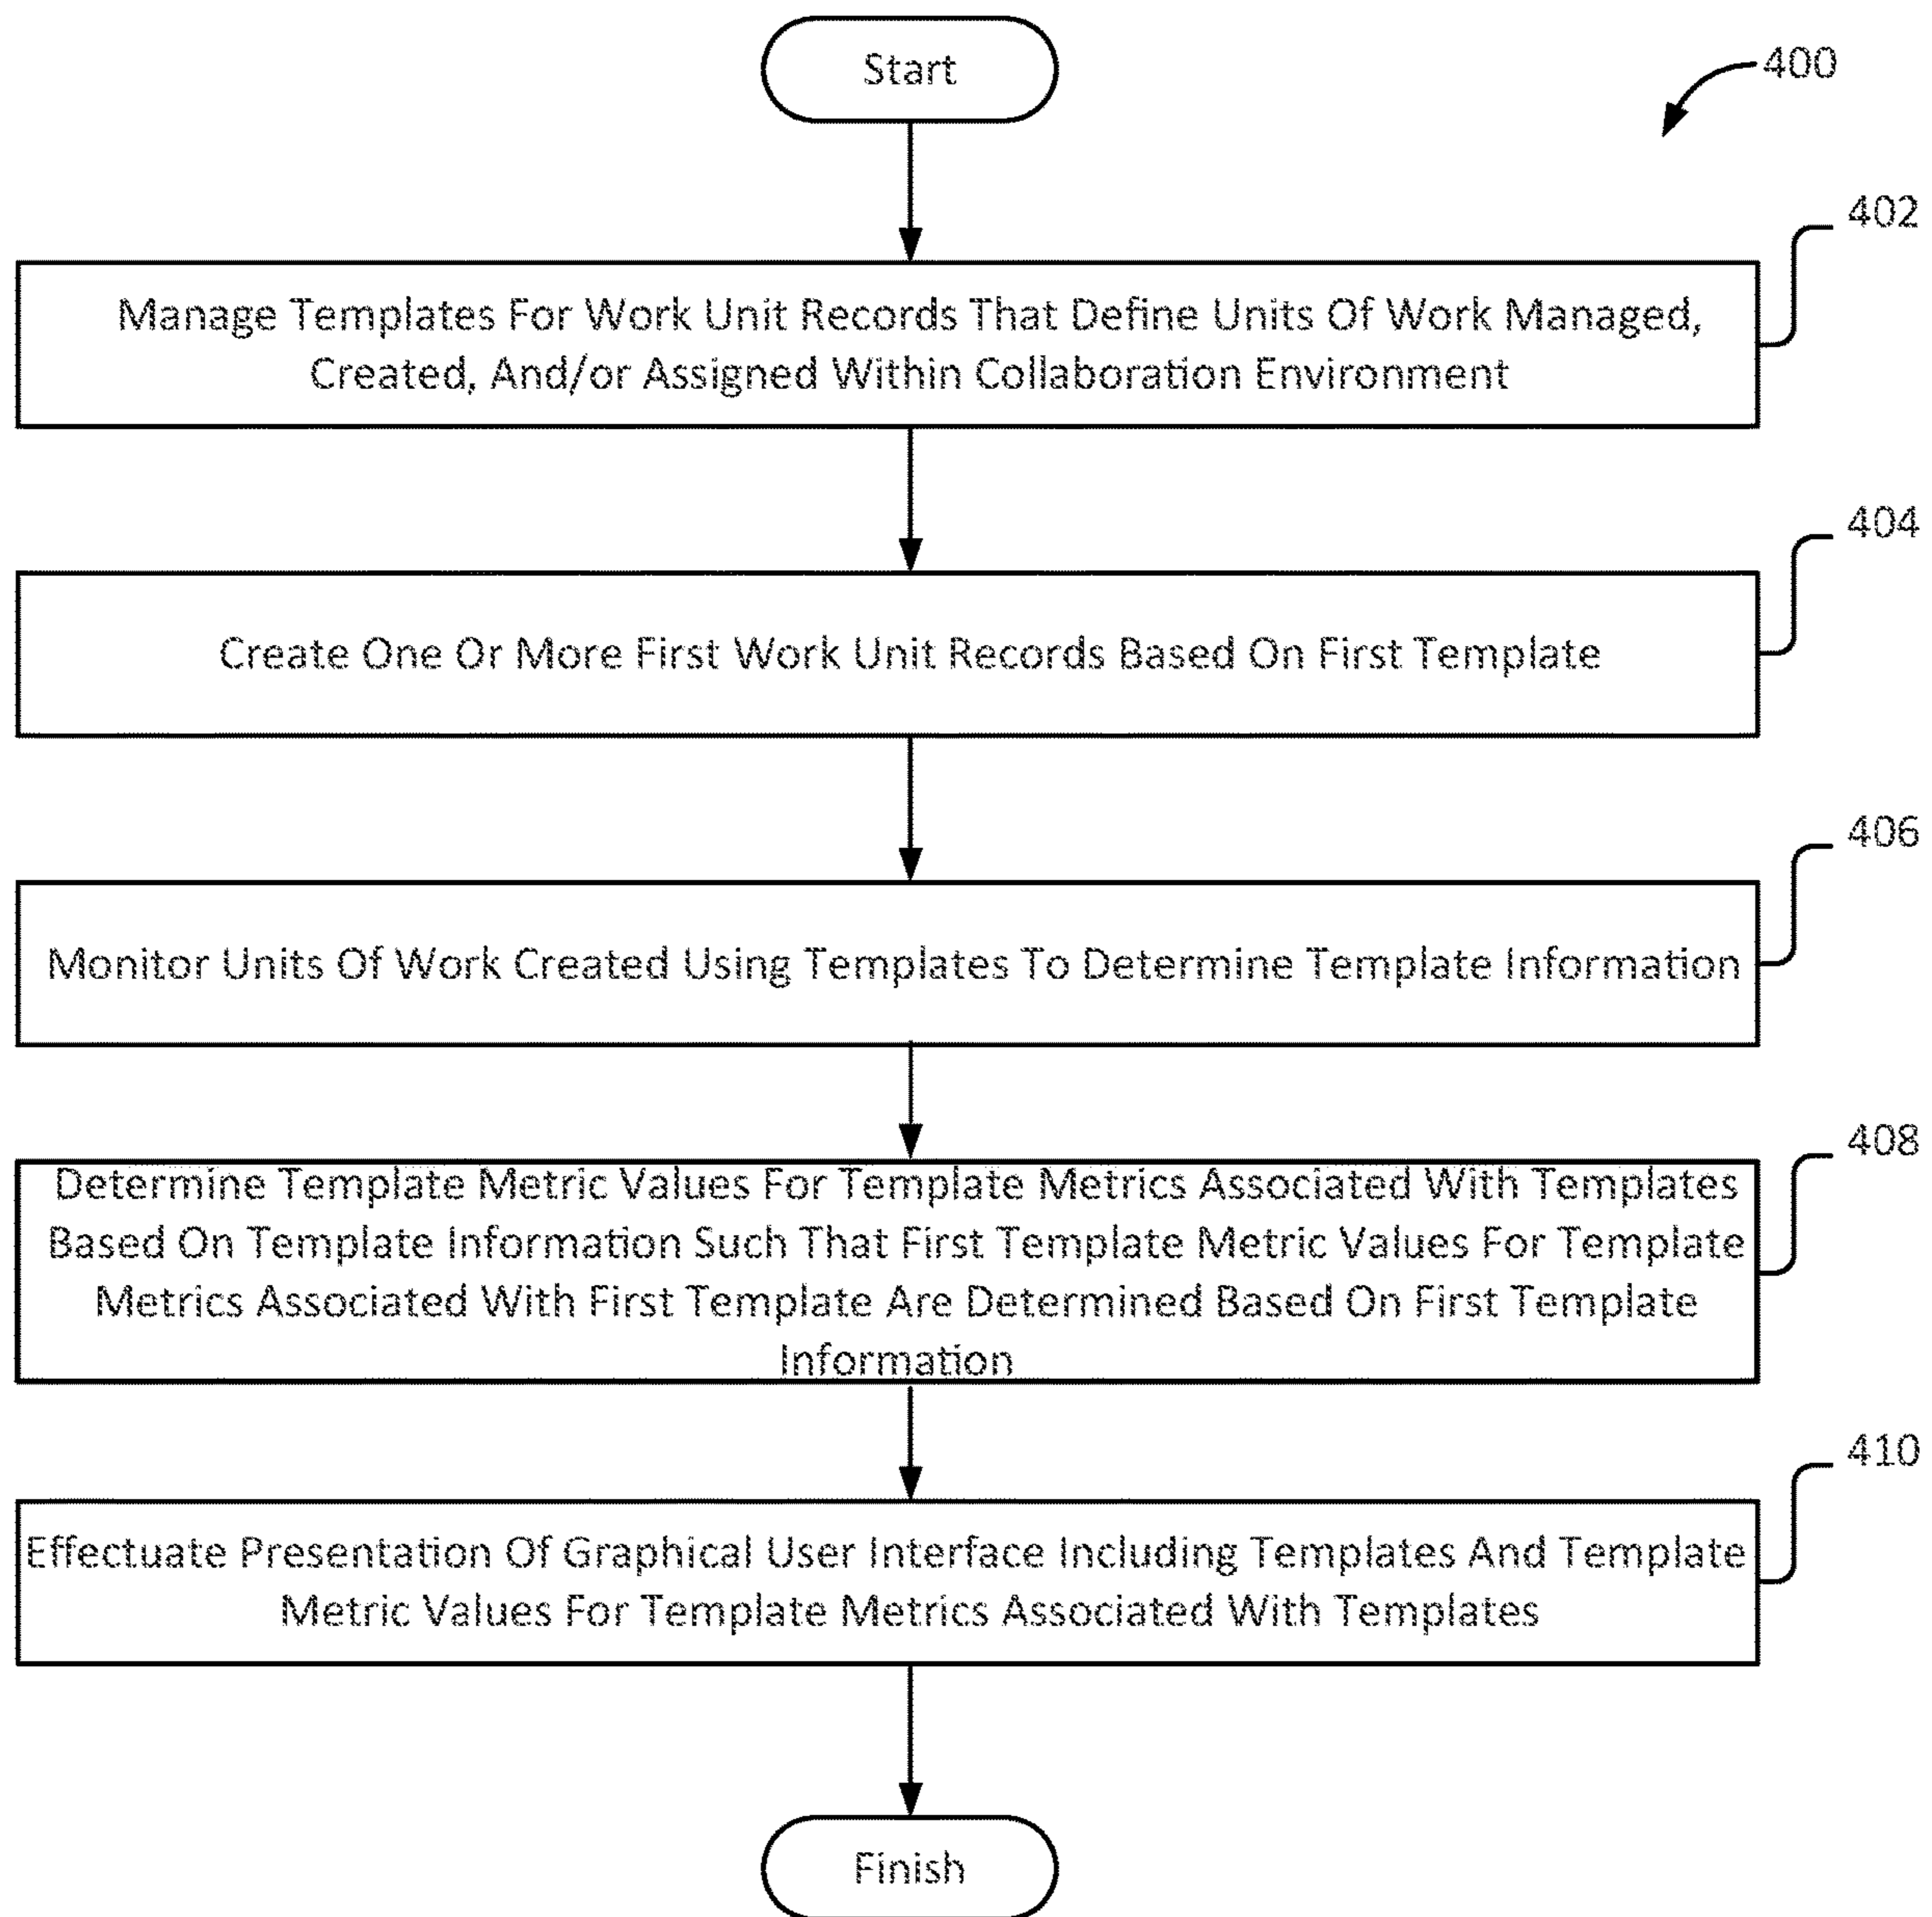 Start
400
402
Manage Templates For Work Unit Records That Define Units Of Work Managed,
Created, And/or Assigned Within Collaboration Environment
404
Create One Or More First Work Unit Records Based On First Template
406
Monitor Units Of Work Created Using Templates To Determine Template Information
408
Determine Template Metric Values For Template Metrics Associated With Templates
Based On Template Information Such That First Template Metric Values For Template
Metrics Associated With First Template Are Determined Based On First Template
Information
410
Effectuate Presentation Of Graphical User Interface Including Templates And Template
Metric Values For Template Metrics Associated With Templates
Finish